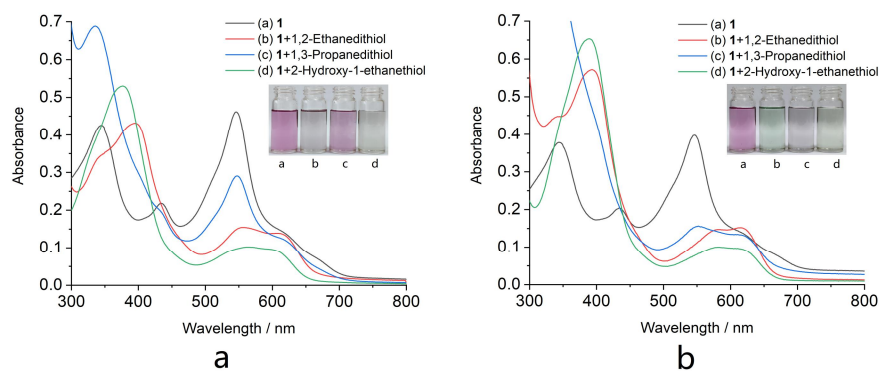 (a) 1
(b) 1+1,2-Ethanedithiol
(c) 1+1,3-Propanedithiol
(d) 1+2-Hydroxy-1-ethanethiol
a b c d
0.7
0.6
0.5
0.4
0.3
0.2
0.1
0.0
Absorbance
300 400 500 600 700 800
Wavelength / nm
a
(a) 1
(b) 1+1,2-Ethanedithiol
(c) 1+1,3-Propanedithiol
(d) 1+2-Hydroxy-1-ethanethiol
a b c d
0.7
0.6
0.5
0.4
0.3
0.2
0.1
0.0
Absorbance
300 400 500 600 700 800
Wavelength / nm
b